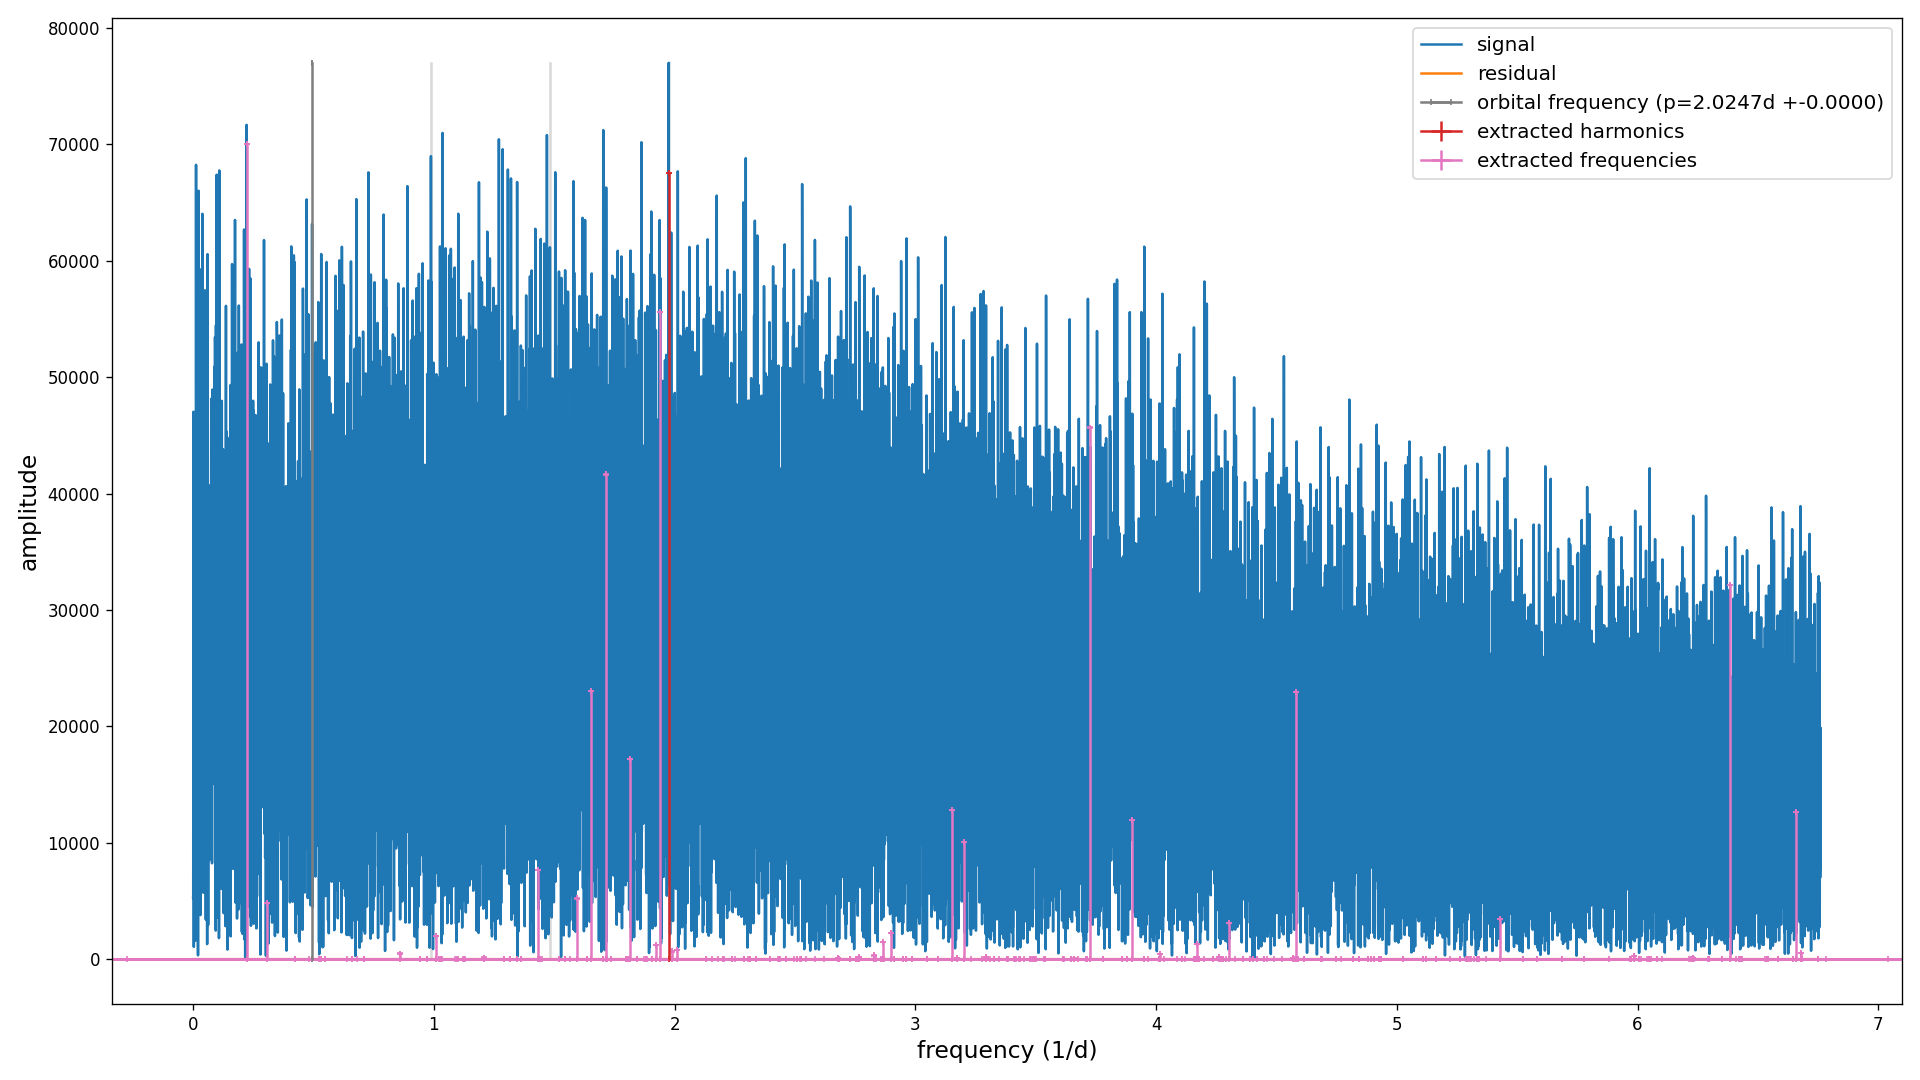 80000
70000
60000
50000
40000
30000
20000
10000
0
amplitude
0 1 2 3 4 5 6 7
frequency (1/d)
signal
residual
orbital frequency (p=2.0247d +-0.0000)
extracted harmonics
extracted frequencies